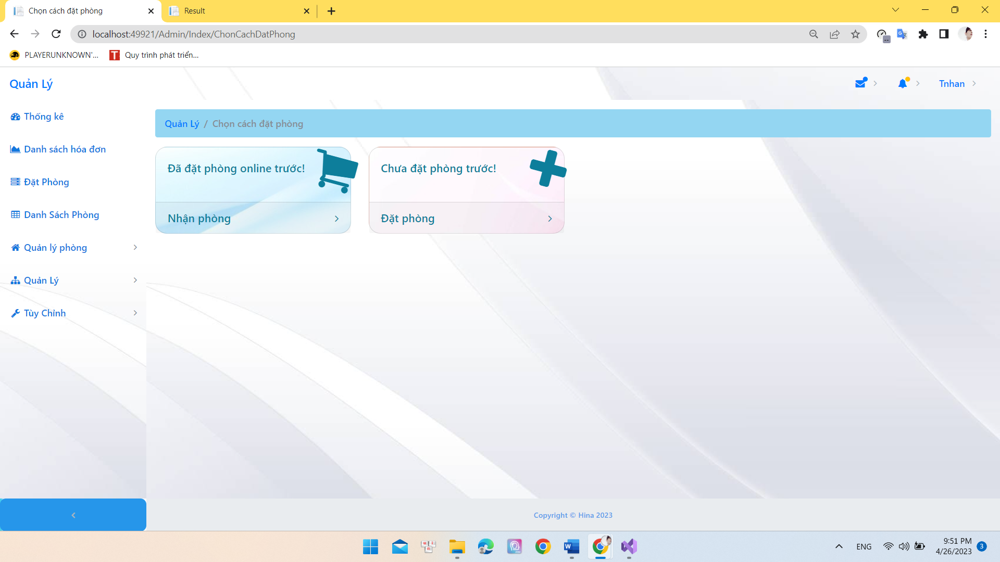 Chọn cách đặt phòng
Result
localhost:49921/Admin/Index/ChonCachDatPhong
PLAYERUNKNOWN'...
Quy trình phát triển...
Quản Lý
Tnhan
Thống kê
Danh sách hóa đơn
Đặt Phòng
Danh Sách Phòng
Quản lý phòng
Quản Lý
Tùy Chỉnh
Quản Lý / Chọn cách đặt phòng
Đã đặt phòng online trước!
Nhận phòng
Chưa đặt phòng trước!
Đặt phòng
Copyright © Hina 2023
ENG
9:51 PM
4/26/2023
3